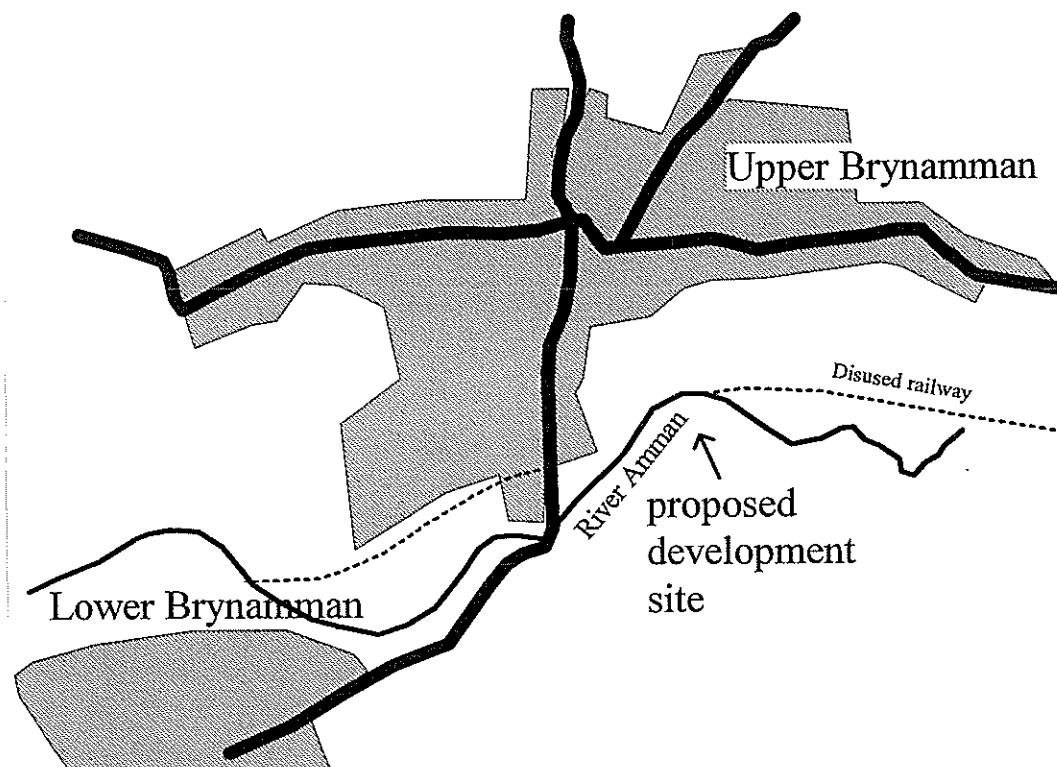 Upper Brynamman
Disused railway
River Amman
proposed
development
site
Lower Brynamman